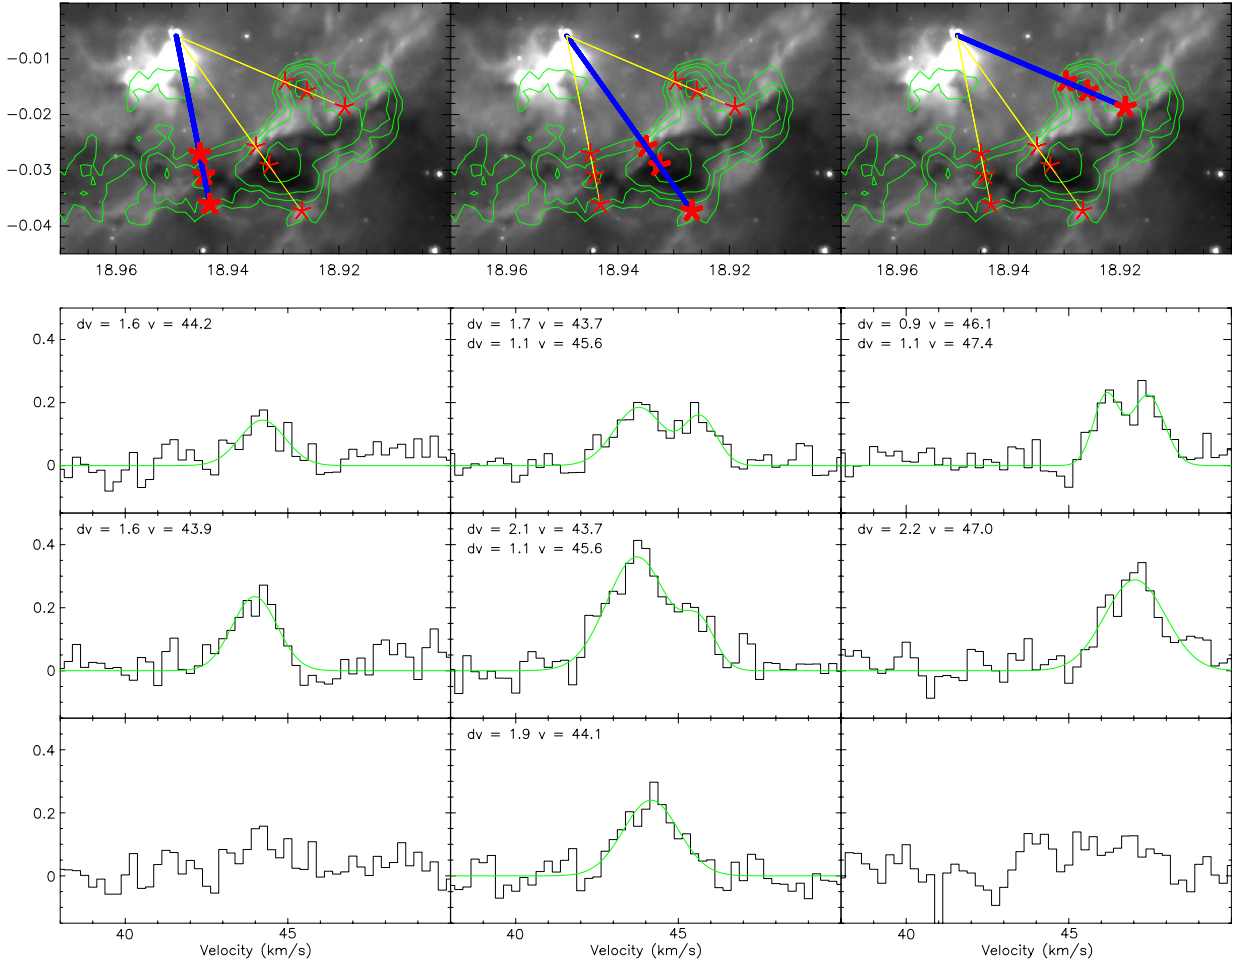 −0.01
−0.02
−0.03
−0.04
18.96 18.94 18.92
18.96 18.94 18.92
18.96 18.94 18.92
dv = 1.6 v = 44.2
dv = 1.7 v = 43.7
dv = 1.1 v = 45.6
dv = 0.9 v = 46.1
dv = 1.1 v = 47.4
0.4
0.2
0
dv = 1.6 v = 43.9
dv = 2.1 v = 43.7
dv = 1.1 v = 45.6
dv = 2.2 v = 47.0
0.4
0.2
0
dv = 1.9 v = 44.1
0.4
0.2
0
40 45
40 45
40 45
Velocity (km/s)
Velocity (km/s)
Velocity (km/s)